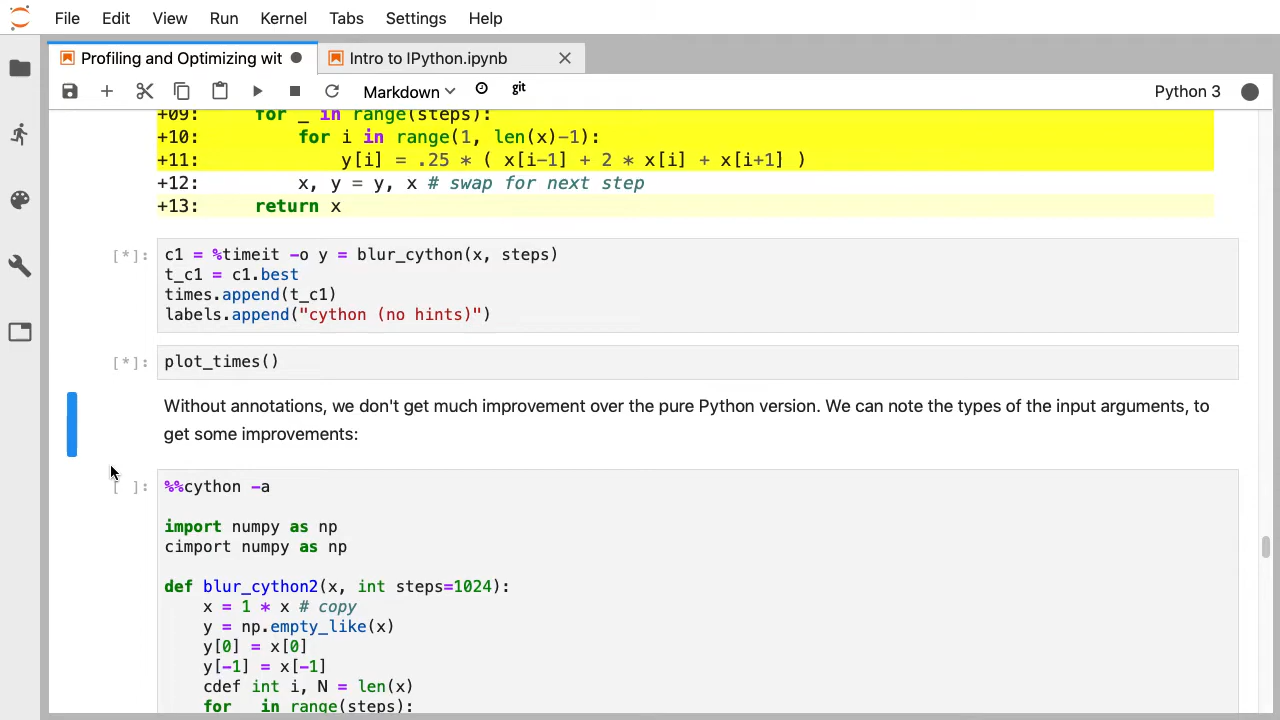 File Edit View Run Kernel Tabs Settings Help
Profiling and Optimizing wit
Intro to IPython.ipynb
Markdown
git
Python 3
+09: for _ in range(steps):
+10: for i in range(1, len(x)-1):
+11: y[i] = .25 * ( x[i-1] + 2 * x[i] + x[i+1] )
+12: x, y = y, x # swap for next step
+13: return x
[*]: c1 = %timeit -o y = blur_cython(x, steps)
t_c1 = c1.best
times.append(t_c1)
labels.append("cython (no hints)")
[*]: plot_times()
Without annotations, we don't get much improvement over the pure Python version. We can note the types of the input arguments, to
get some improvements:
[ ]: %%cython -a
import numpy as np
cimport numpy as np
def blur_cython2(x, int steps=1024):
x = 1 * x # copy
y = np.empty_like(x)
y[0] = x[0]
y[-1] = x[-1]
cdef int i, N = len(x)
for in range(steps):